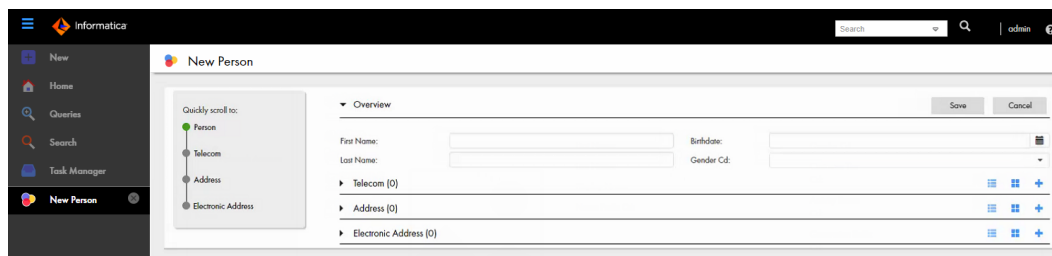 Informatica
Search
admin
New
Home
Queries
Search
Task Manager
New Person
New Person
Quickly scroll to:
Person
Telecom
Address
Electronic Address
Overview
Save
Cancel
First Name:
Birthdate:
Last Name:
Gender Cd:
Telecom (0)
Address (0)
Electronic Address (0)